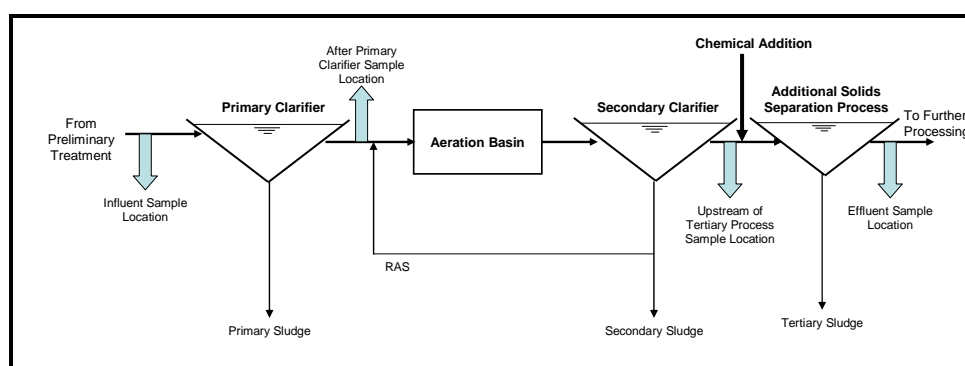 Chemical Addition
After Primary
Clarifier Sample
Location
Primary Clarifier
Secondary Clarifier
Additional Solids
Separation Process
From
Preliminary
Treatment
Aeration Basin
To Further
Processing
Influent Sample
Location
Upstream of
Tertiary Process
Sample Location
Effluent Sample
Location
RAS
Primary Sludge
Secondary Sludge
Tertiary Sludge